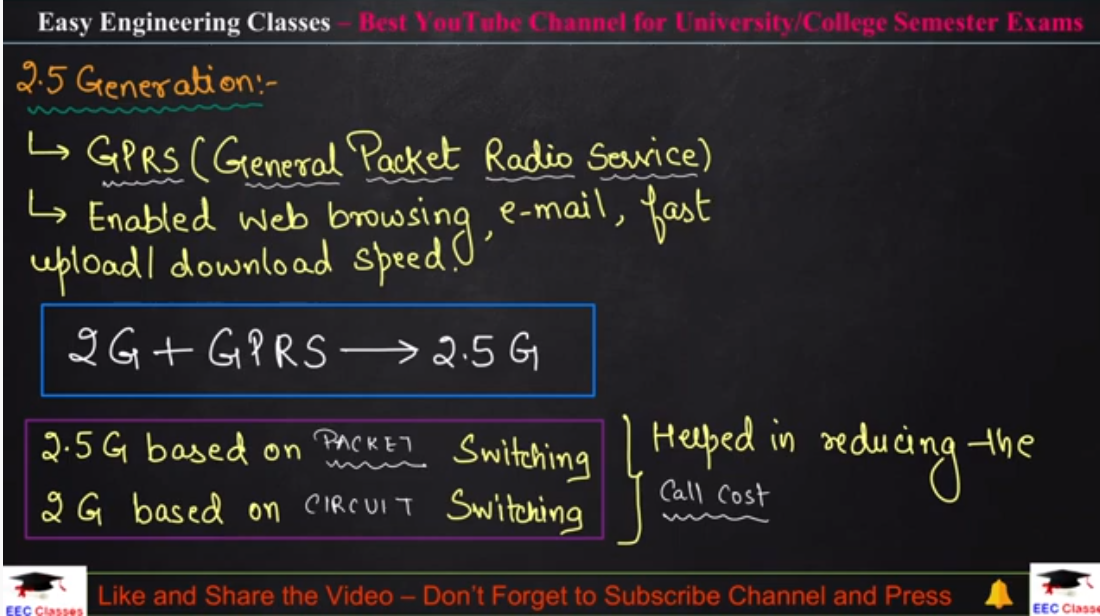 Easy Engineering Classes – Best YouTube Channel for University/College Semester Exams
2.5 Generation:-
↳ GPRS (General Packet Radio Service)
↳ Enabled web browsing, e-mail, fast
upload/download speed.
2G + GPRS → 2.5 G
2.5 G based on PACKET Switching
2 G based on CIRCUIT Switching
Helped in reducing the
Call Cost
EEC Classes
Like and Share the Video – Don't Forget to Subscribe Channel and Press
EEC Classes